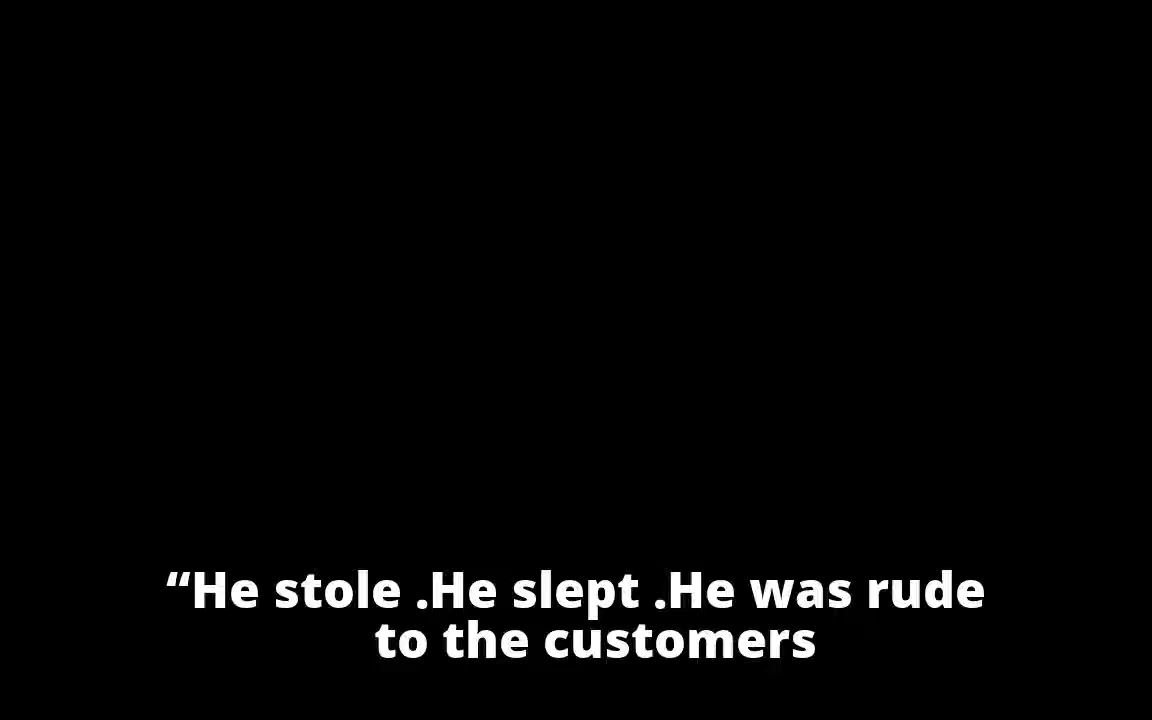 “He stole .He slept .He was rude
to the customers